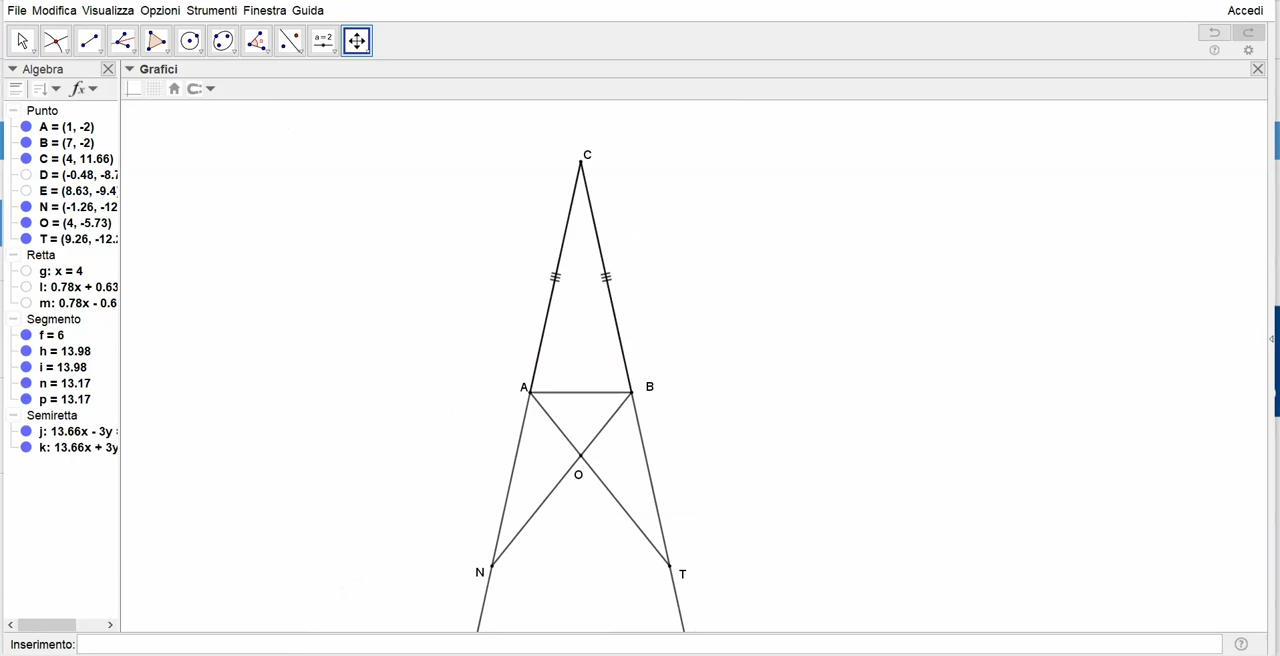 File Modifica Visualizza Opzioni Strumenti Finestra Guida Accedi
a=2
Algebra
Grafici
fx
Punto
A = (1, -2)
B = (7, -2)
C = (4, 11.66)
D = (-0.48, -8.7
E = (8.63, -9.4
N = (-1.26, -12
O = (4, -5.73)
T = (9.26, -12.
Retta
g: x = 4
l: 0.78x + 0.63
m: 0.78x - 0.6
Segmento
f = 6
h = 13.98
i = 13.98
n = 13.17
p = 13.17
Semiretta
j: 13.66x - 3y
k: 13.66x + 3y
C
A
B
O
N
T
Inserimento: